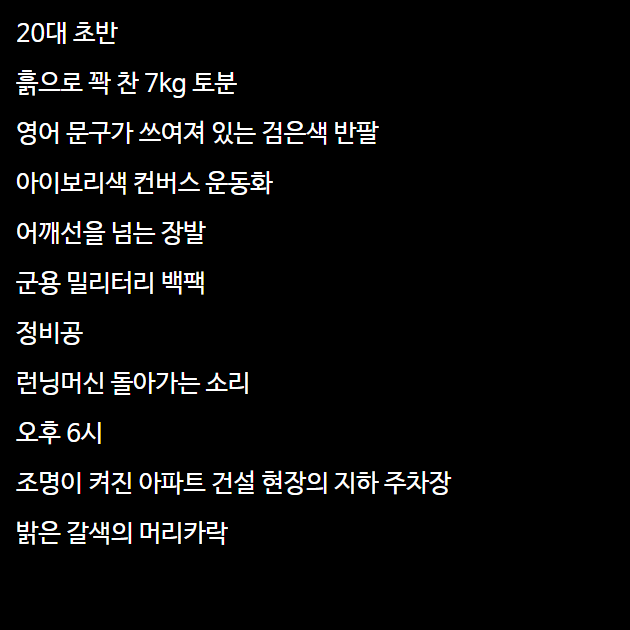 20대 초반
흙으로 꽉 찬 7kg 토분
영어 문구가 쓰여져 있는 검은색 반팔
아이보리색 컨버스 운동화
어깨선을 넘는 장발
군용 밀리터리 백팩
정비공
런닝머신 돌아가는 소리
오후 6시
조명이 켜진 아파트 건설 현장의 지하 주차장
밝은 갈색의 머리카락